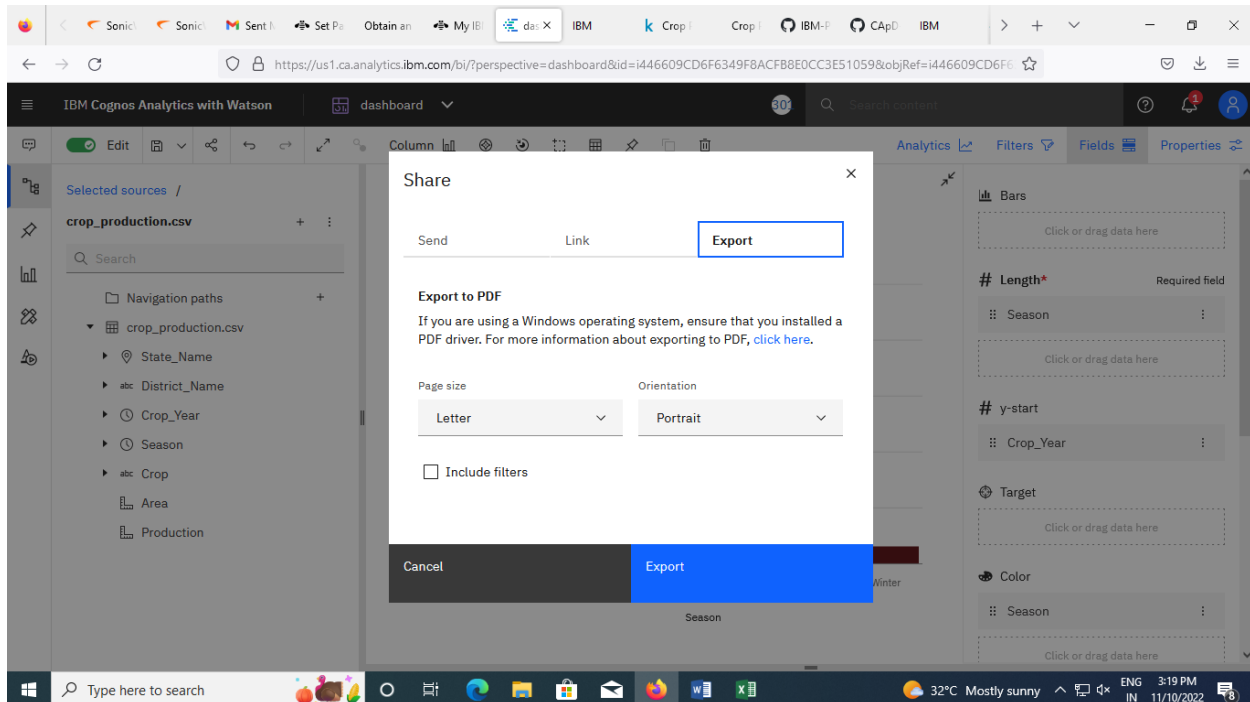 Sonic
Sonic
Sent
Set Pa
Obtain an
My IB
das
IBM
Crop
Crop
IBM-P
CApD
IBM
https://us1.ca.analytics.ibm.com/bi/?perspective=dashboard&id=i446609CD6F6349F8ACFB8E0CC3E51059&objRef=i446609CD6F6
IBM Cognos Analytics with Watson
dashboard
Search content
1
Edit
Column
Analytics
Filters
Fields
Properties
Selected sources /
crop_production.csv
Search
Navigation paths
crop_production.csv
State_Name
abc District_Name
Crop_Year
Season
abc Crop
Area
Production
Share
Send
Link
Export
Export to PDF
If you are using a Windows operating system, ensure that you installed a
PDF driver. For more information about exporting to PDF, click here.
Page size
Orientation
Letter
Portrait
Include filters
Cancel
Export
Winter
Season
Bars
Click or drag data here
# Length*
Required field
Season
Click or drag data here
# y-start
Crop_Year
Target
Click or drag data here
Color
Season
Click or drag data here
Type here to search
32°C Mostly sunny
ENG
IN
3:19 PM
11/10/2022
8